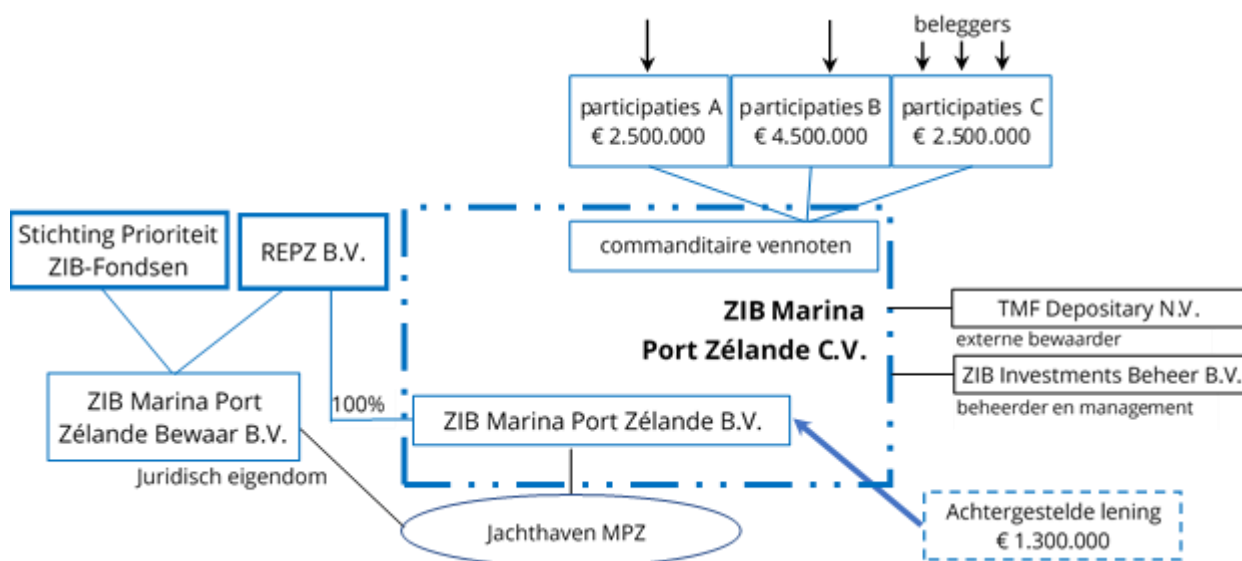 beleggers
participaties A
€ 2.500.000
participaties B
€ 4.500.000
participaties C
€ 2.500.000
Stichting Prioriteit
ZIB-Fondsen
REPZ B.V.
commanditaire vennoten
ZIB Marina
Port Zélande C.V.
TMF Depositary N.V.
externe bewaarder
ZIB Investments Beheer B.V.
beheerder en management
ZIB Marina Port
Zélande Bewaar B.V.
100%
ZIB Marina Port Zélande B.V.
Juridisch eigendom
Jachthaven MPZ
Achtergestelde lening
€ 1.300.000